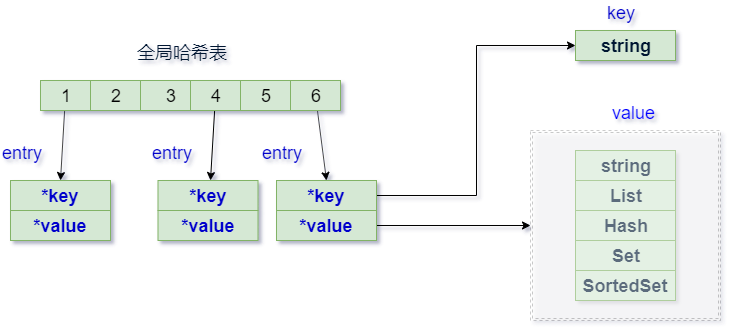 key
string
全局哈希表
1 2 3 4 5 6
value
entry entry entry
*key *key *key
*value *value *value
string
List
Hash
Set
SortedSet